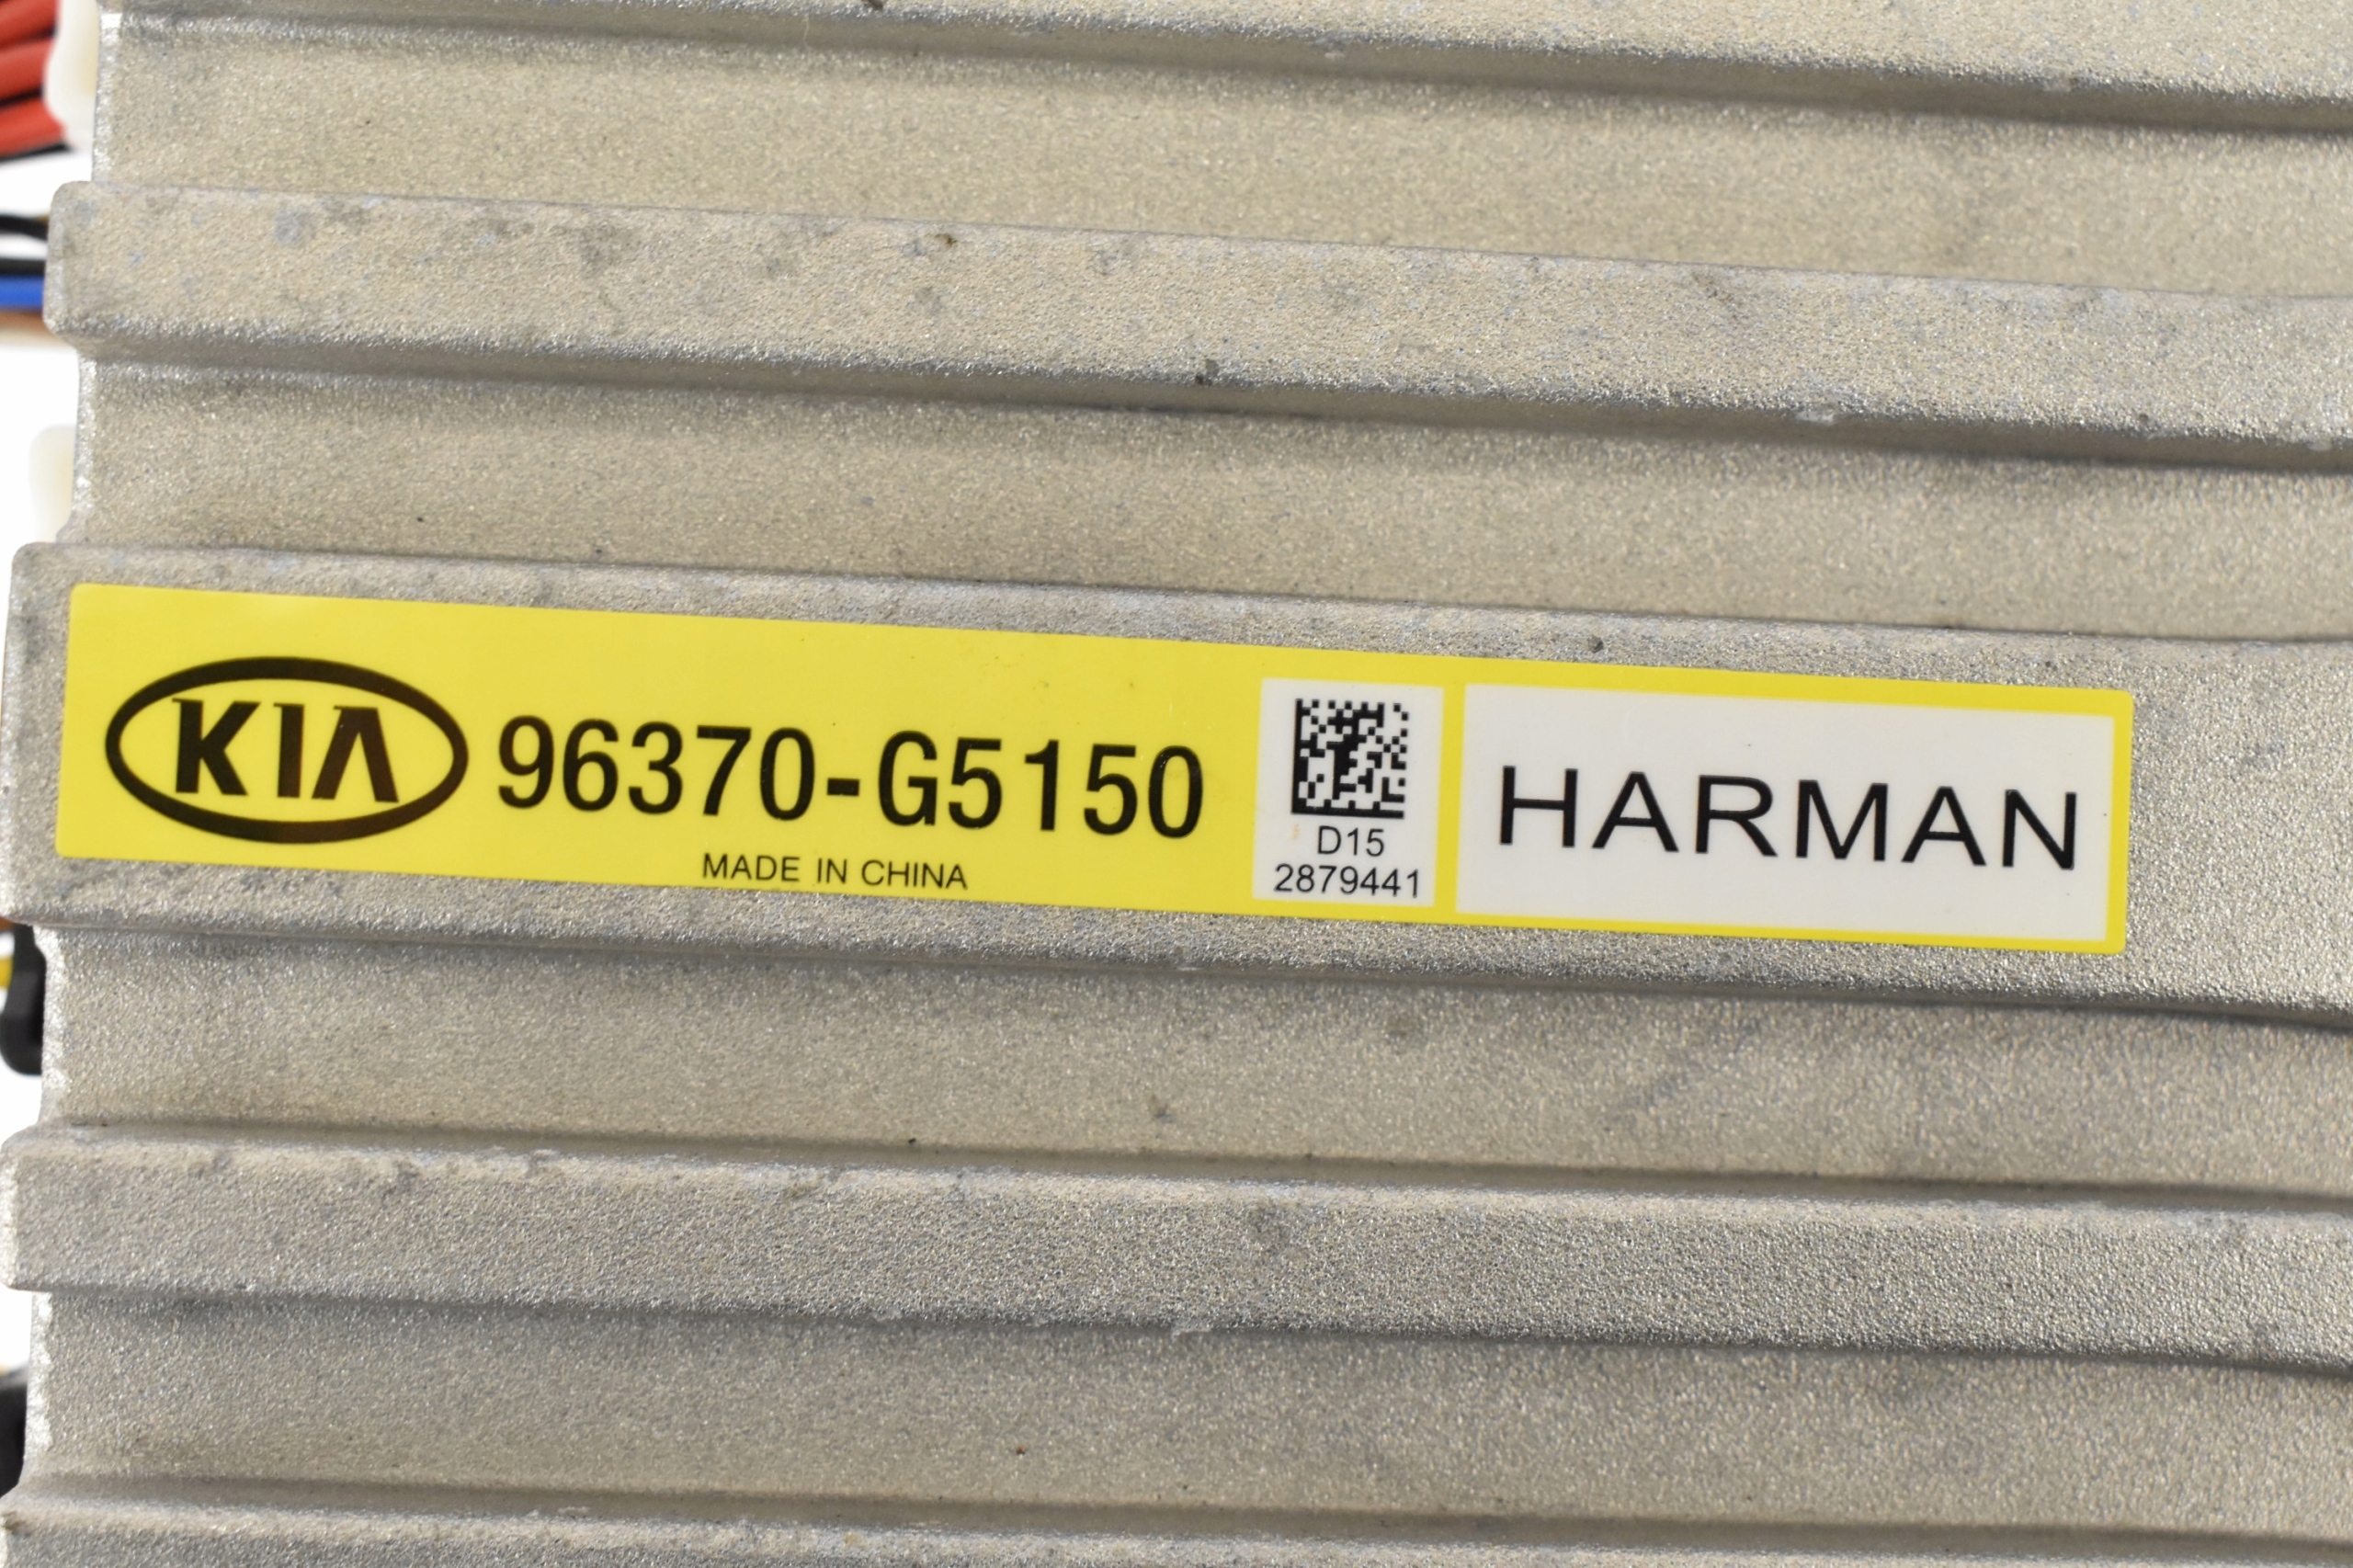 KIA 96370-G5150
MADE IN CHINA
D15
2879441
HARMAN